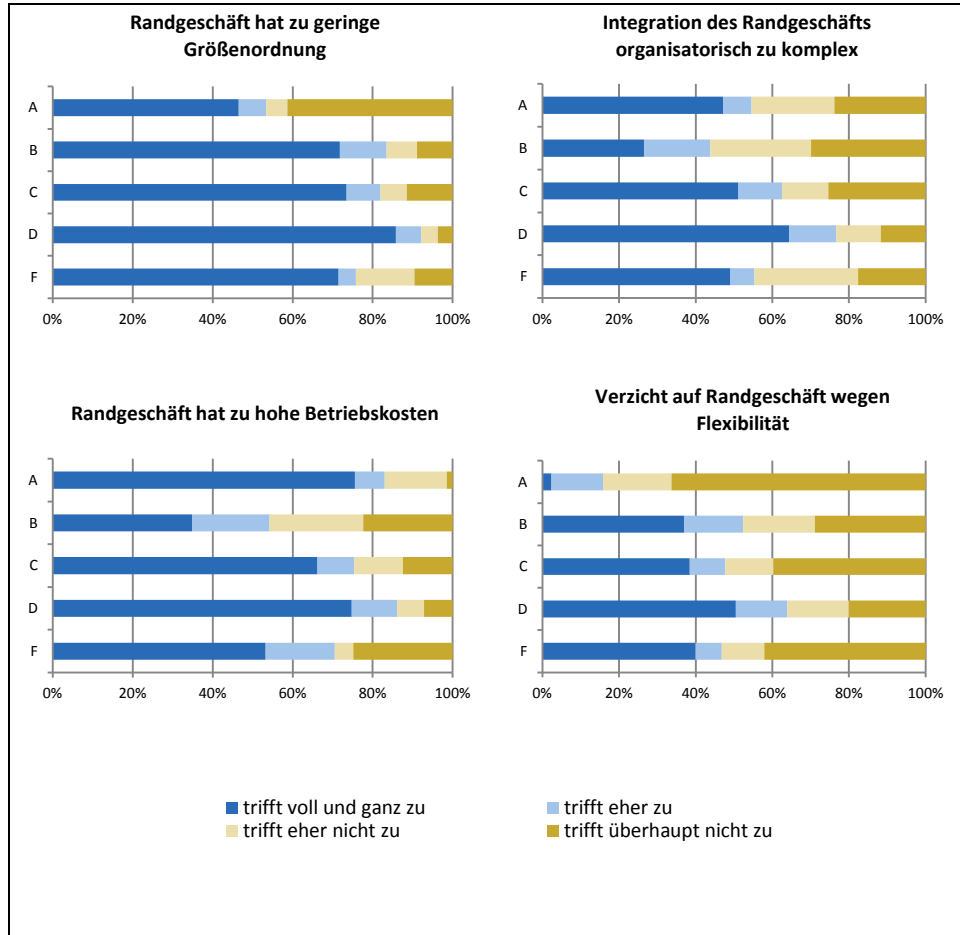 Randgeschäft hat zu geringe
Größenordnung
A
B
C
D
F
0%
20%
40%
60%
80%
100%
Integration des Randgeschäfts
organisatorisch zu komplex
A
B
C
D
F
0%
20%
40%
60%
80%
100%
Randgeschäft hat zu hohe Betriebskosten
A
B
C
D
F
0%
20%
40%
60%
80%
100%
Verzicht auf Randgeschäft wegen
Flexibilität
A
B
C
D
F
0%
20%
40%
60%
80%
100%
trifft voll und ganz zu
trifft eher zu
trifft eher nicht zu
trifft überhaupt nicht zu